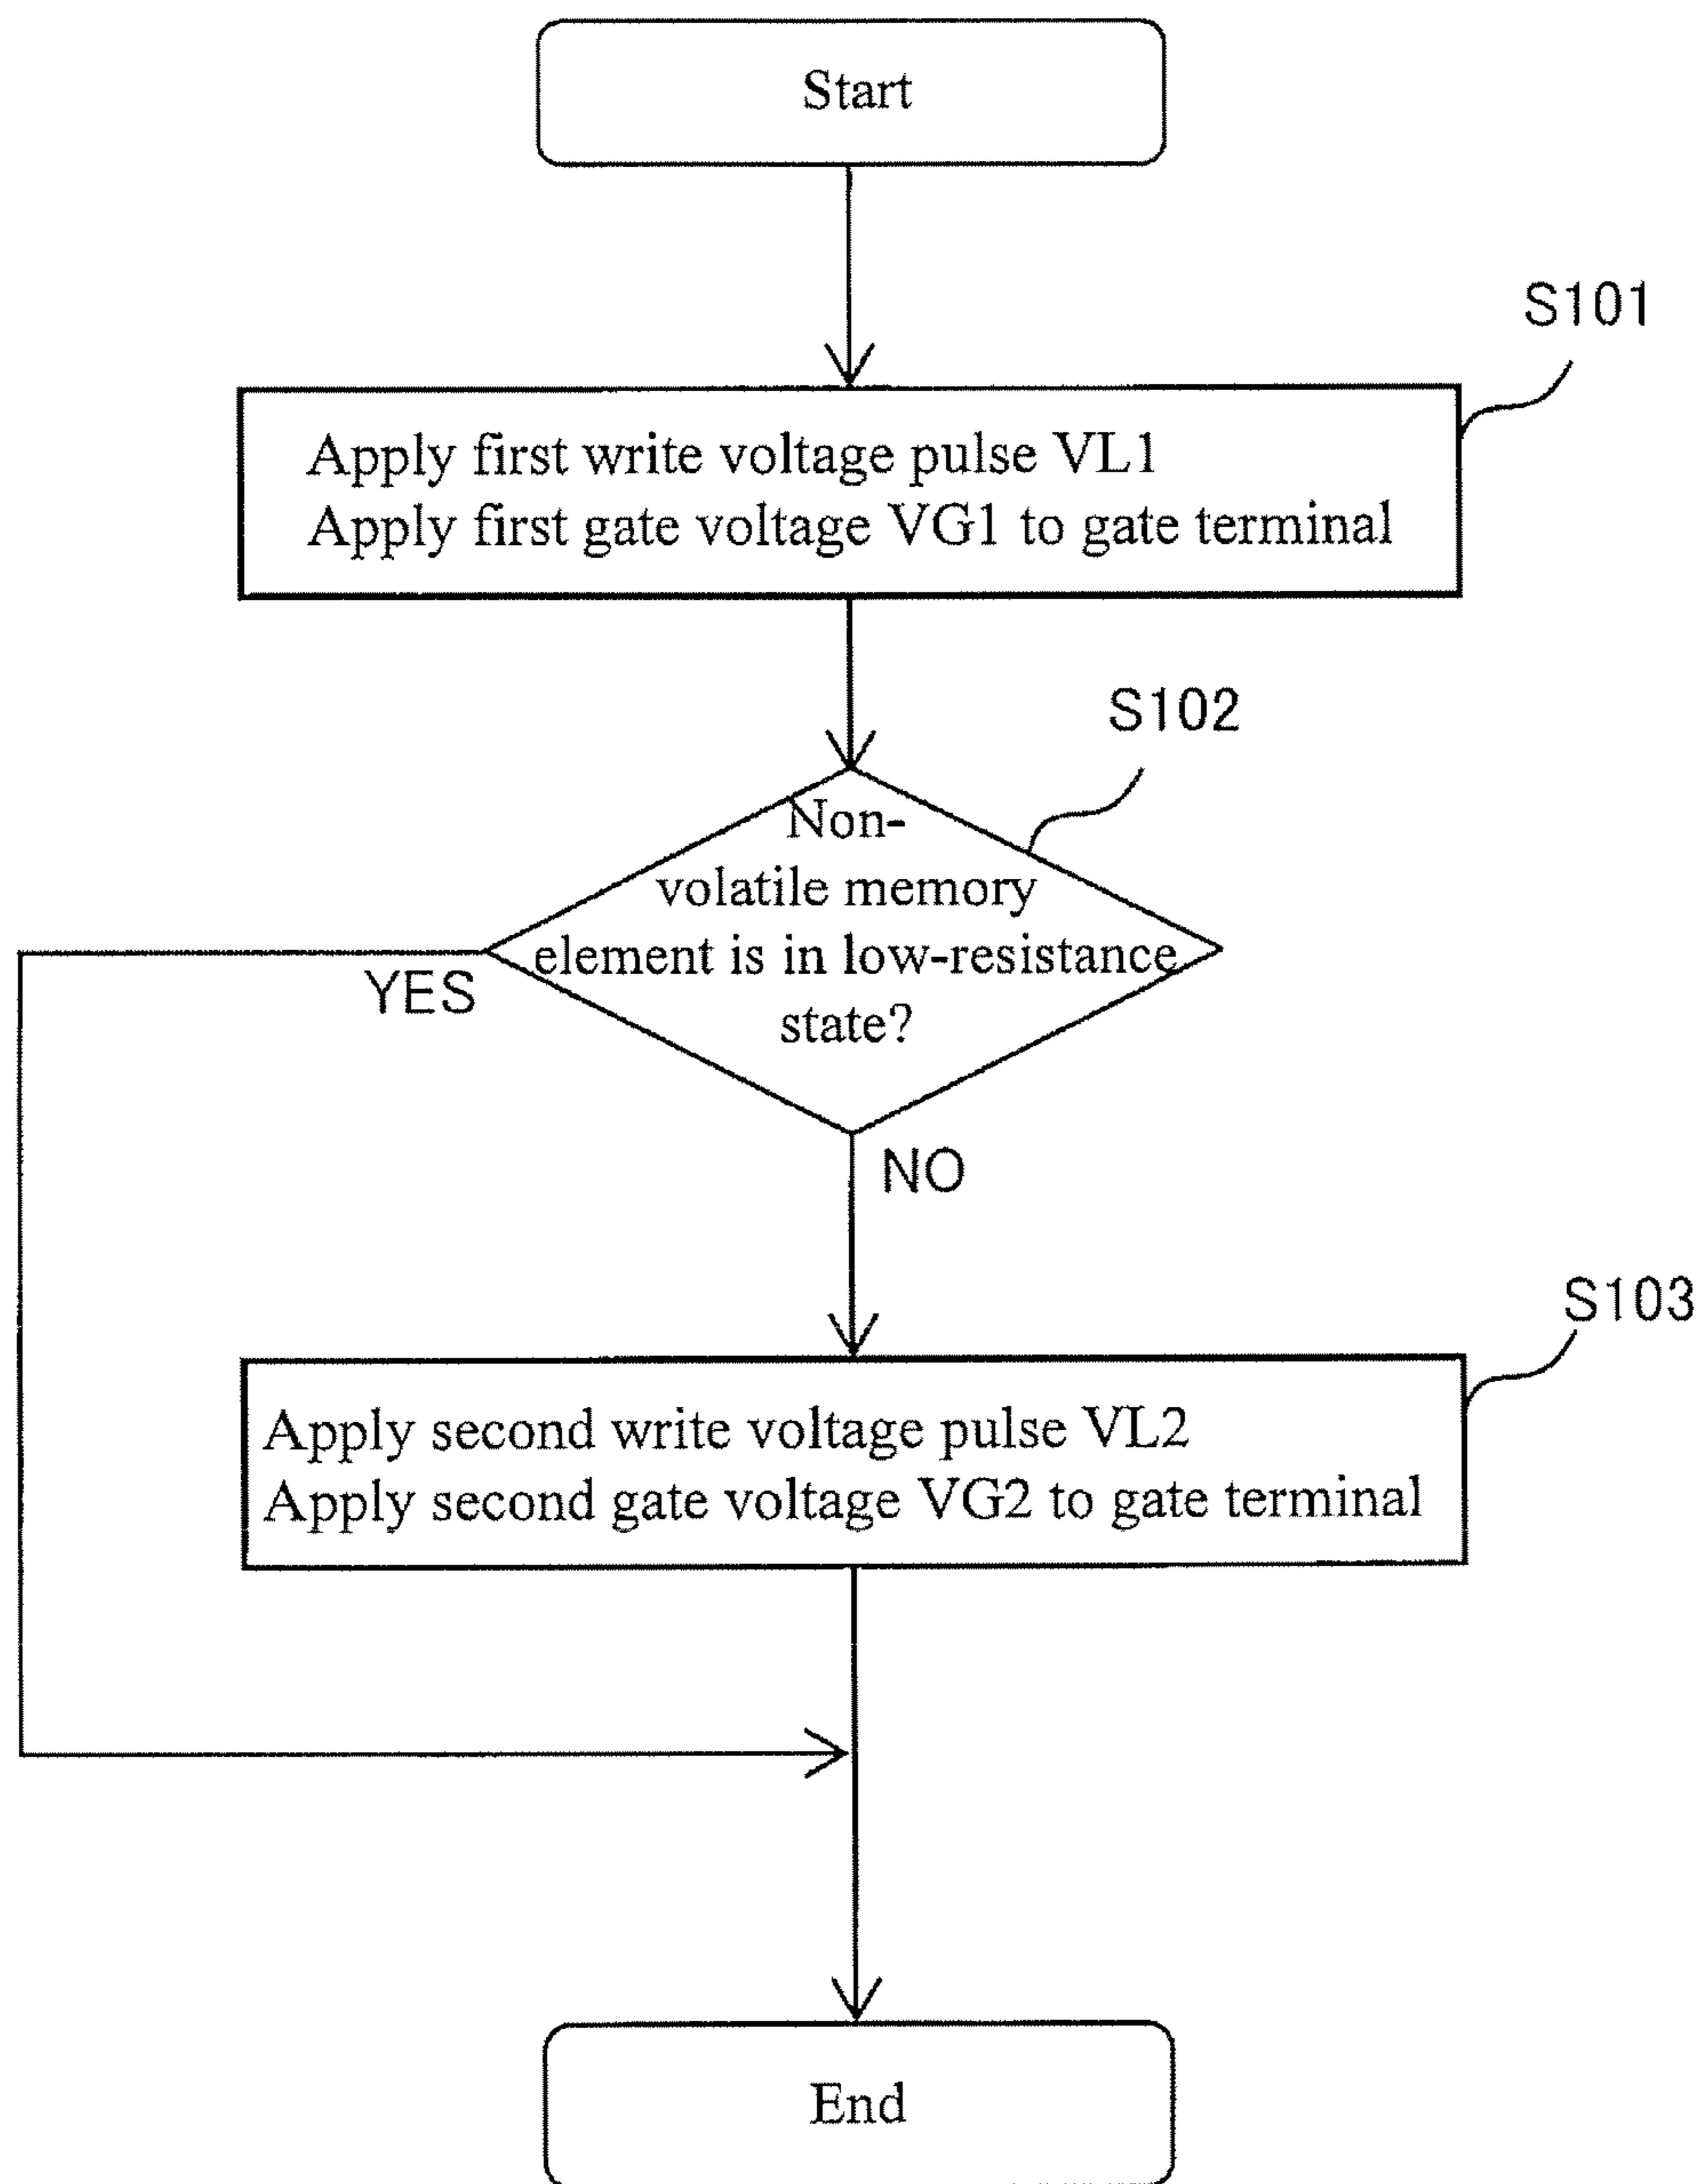 Start
S101
Apply first write voltage pulse VL1
Apply first gate voltage VG1 to gate terminal
S102
Non-
volatile memory
element is in low-resistance
state?
YES
NO
S103
Apply second write voltage pulse VL2
Apply second gate voltage VG2 to gate terminal
End